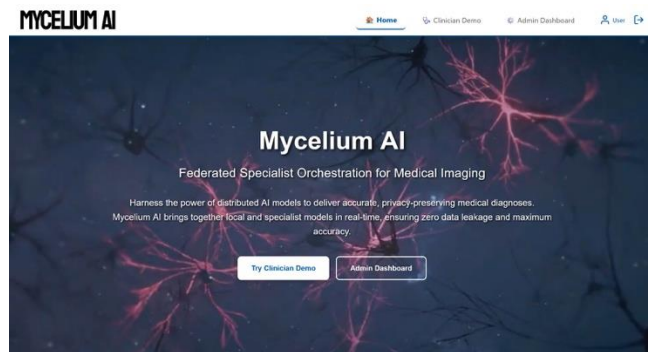 MYCELIUM AI
Home
Clinician Demo
Admin Dashboard
User
Mycelium AI
Federated Specialist Orchestration for Medical Imaging
Harness the power of distributed AI models to deliver accurate, privacy-preserving medical diagnoses.
Mycelium AI brings together local and specialist models in real-time, ensuring zero data leakage and maximum
accuracy.
Try Clinician Demo
Admin Dashboard